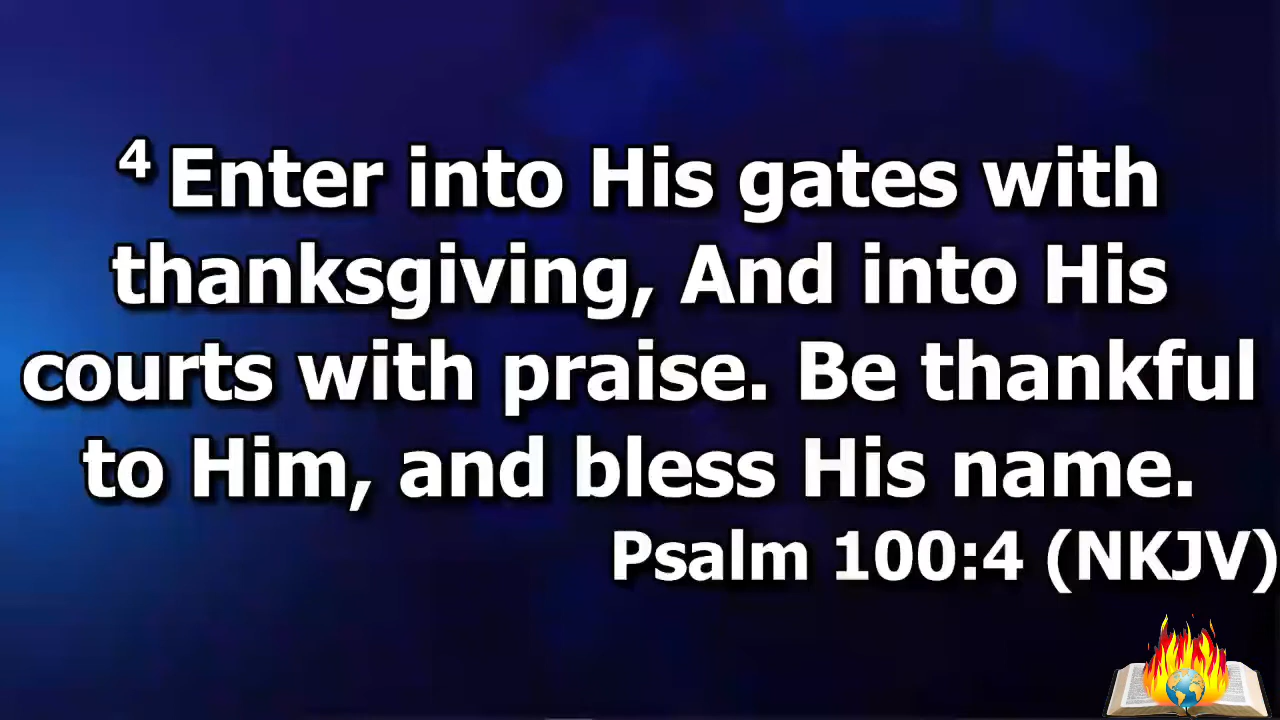 4 Enter into His gates with
thanksgiving, And into His
courts with praise. Be thankful
to Him, and bless His name.
Psalm 100:4 (NKJV)